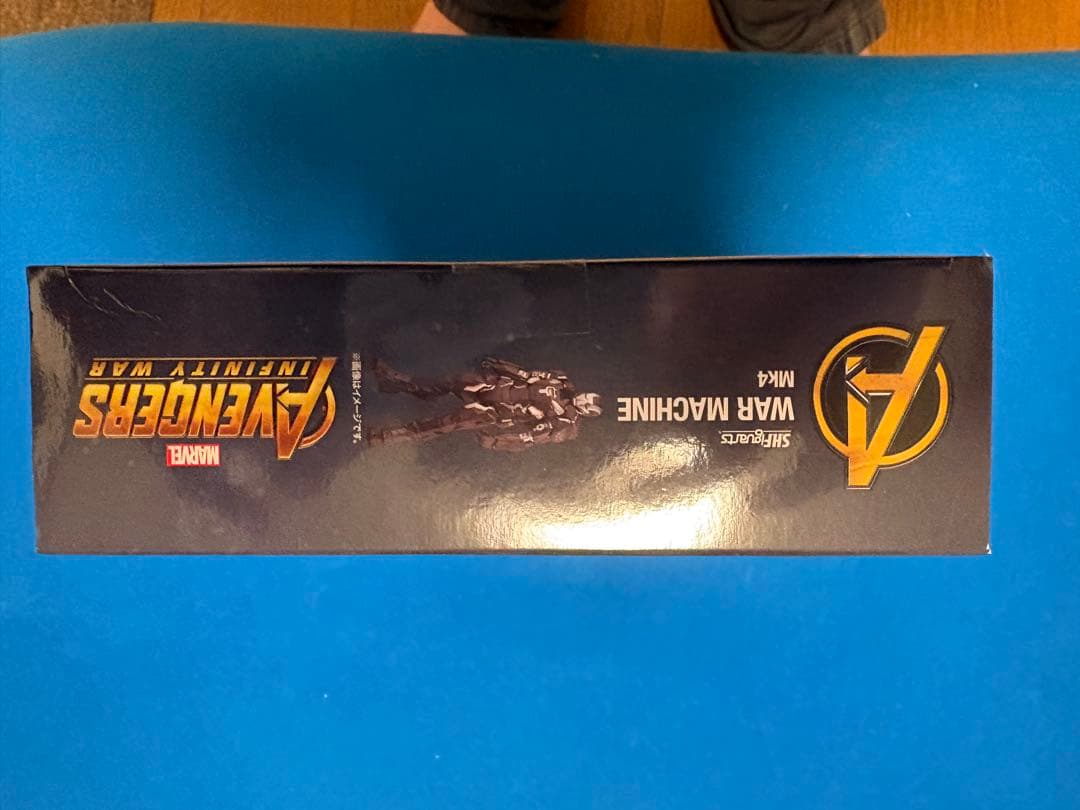 S.H.Figuarts
WAR MACHINE
Mk4
※画像はイメージです。
MARVEL
AVENGERS
INFINITY WAR